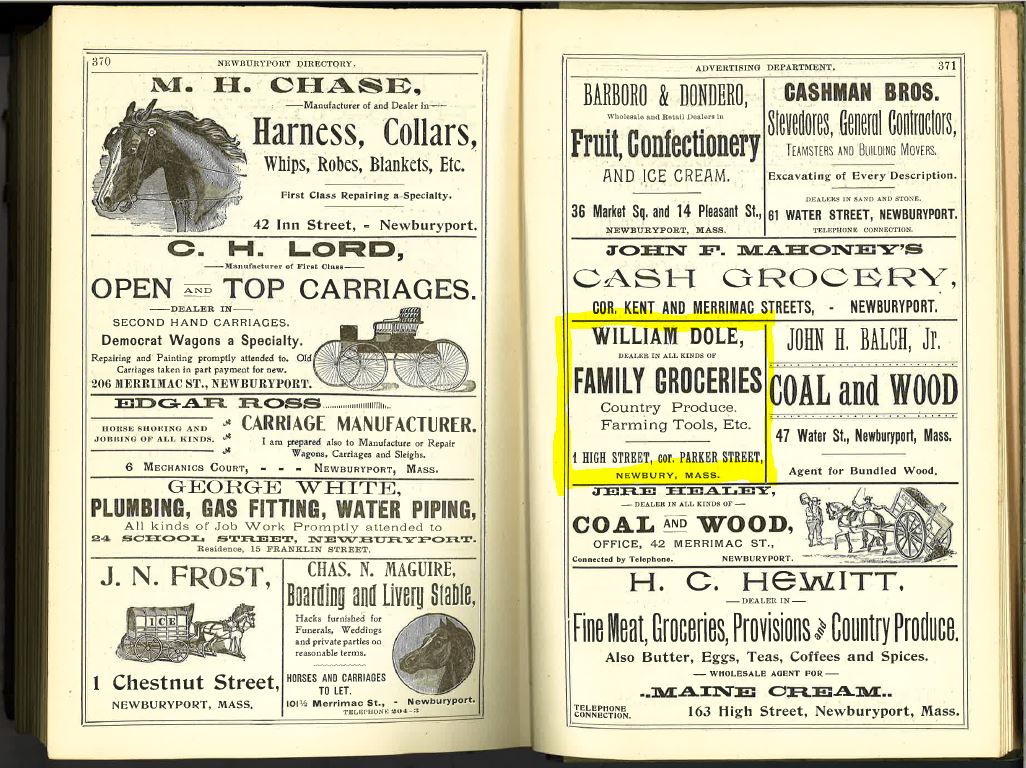 370
NEWBURYPORT DIRECTORY.
M. H. CHASE,
Manufacturer of and Dealer in
Harness, Collars,
Whips, Robes, Blankets, Etc.
First Class Repairing a Specialty.
42 Inn Street, - Newburyport.
C. H. LORD,
Manufacturer of First Class
OPEN AND TOP CARRIAGES.
DEALER IN
SECOND HAND CARRIAGES.
Democrat Wagons a Specialty.
Repairing and Painting promptly attended to. Old
Carriages taken in part payment for new.
206 MERRIMAC ST., NEWBURYPORT.
EDGAR ROSS
HORSE SHOEING AND
JOBBING OF ALL KINDS.
CARRIAGE MANUFACTURER.
I am prepared also to Manufacture or Repair
Wagons, Carriages and Sleighs.
6 MECHANICS COURT, - - - NEWBURYPORT, MASS.
GEORGE WHITE,
PLUMBING, GAS FITTING, WATER PIPING,
All kinds of Job Work Promptly attended to
24 SCHOOL STREET, NEWBURYPORT.
Residence, 15 FRANKLIN STREET.
J. N. FROST,
ICE
1 Chestnut Street,
NEWBURYPORT, MASS.
CHAS. N. MAGUIRE,
Boarding and Livery Stable,
Hacks furnished for
Funerals, Weddings
and private parties on
reasonable terms.
HORSES AND CARRIAGES
TO LET.
101½ Merrimac St., - Newburyport.
TELEPHONE 204-3
ADVERTISING DEPARTMENT.
371
BARBORO & DONDERO,
Wholesale and Retail Dealers in
Fruit, Confectionery
AND ICE CREAM.
36 Market Sq. and 14 Pleasant St.,
NEWBURYPORT, MASS.
CASHMAN BROS.
Stevedores, General Contractors,
TEAMSTERS AND BUILDING MOVERS.
Excavating of Every Description.
DEALERS IN SAND AND STONE.
61 WATER STREET, NEWBURYPORT.
TELEPHONE CONNECTION.
JOHN F. MAHONEY'S
CASH GROCERY,
COR. KENT AND MERRIMAC STREETS, - NEWBURYPORT.
WILLIAM DOLE,
DEALER IN ALL KINDS OF
FAMILY GROCERIES
Country Produce.
Farming Tools, Etc.
1 HIGH STREET, cor. PARKER STREET,
NEWBURY, MASS.
JOHN H. BALCH, Jr.
COAL and WOOD
47 Water St., Newburyport, Mass.
Agent for Bundled Wood.
JERE HEALEY,
DEALER IN ALL KINDS OF
COAL AND WOOD,
OFFICE, 42 MERRIMAC ST.,
Connected by Telephone. NEWBURYPORT.
H. C. HEWITT,
DEALER IN
Fine Meat, Groceries, Provisions and Country Produce.
Also Butter, Eggs, Teas, Coffees and Spices.
WHOLESALE AGENT FOR
..MAINE CREAM..
TELEPHONE
CONNECTION.
163 High Street, Newburyport, Mass.